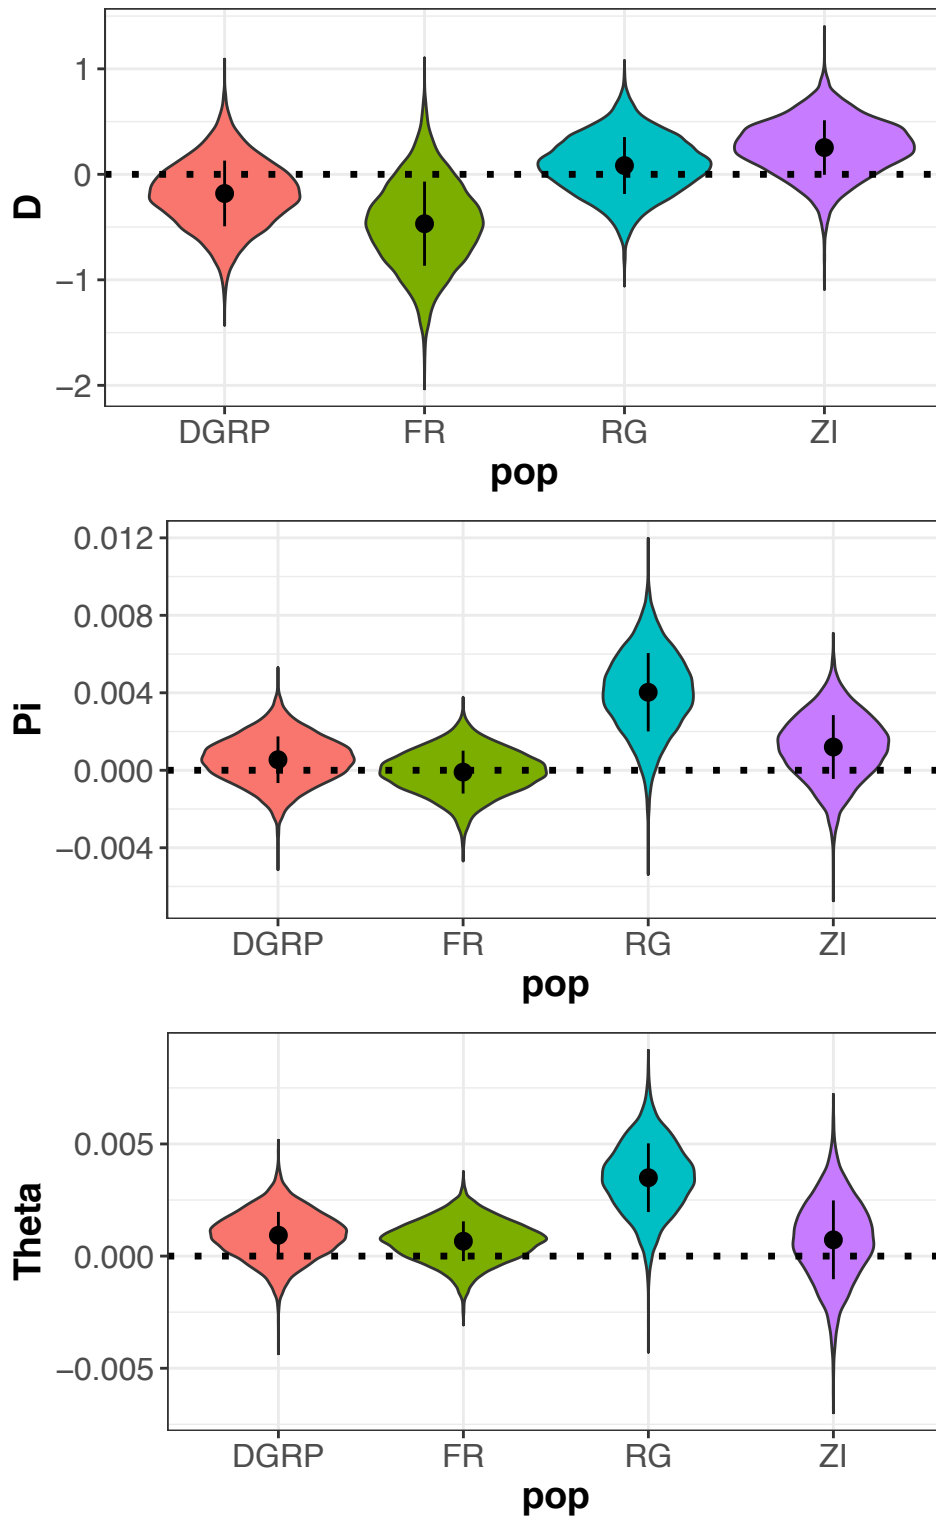 D
1
0
−1
−2
DGRP FR RG ZI
pop
Pi
0.012
0.008
0.004
0.000
−0.004
DGRP FR RG ZI
pop
Theta
0.005
0.000
−0.005
DGRP FR RG ZI
pop